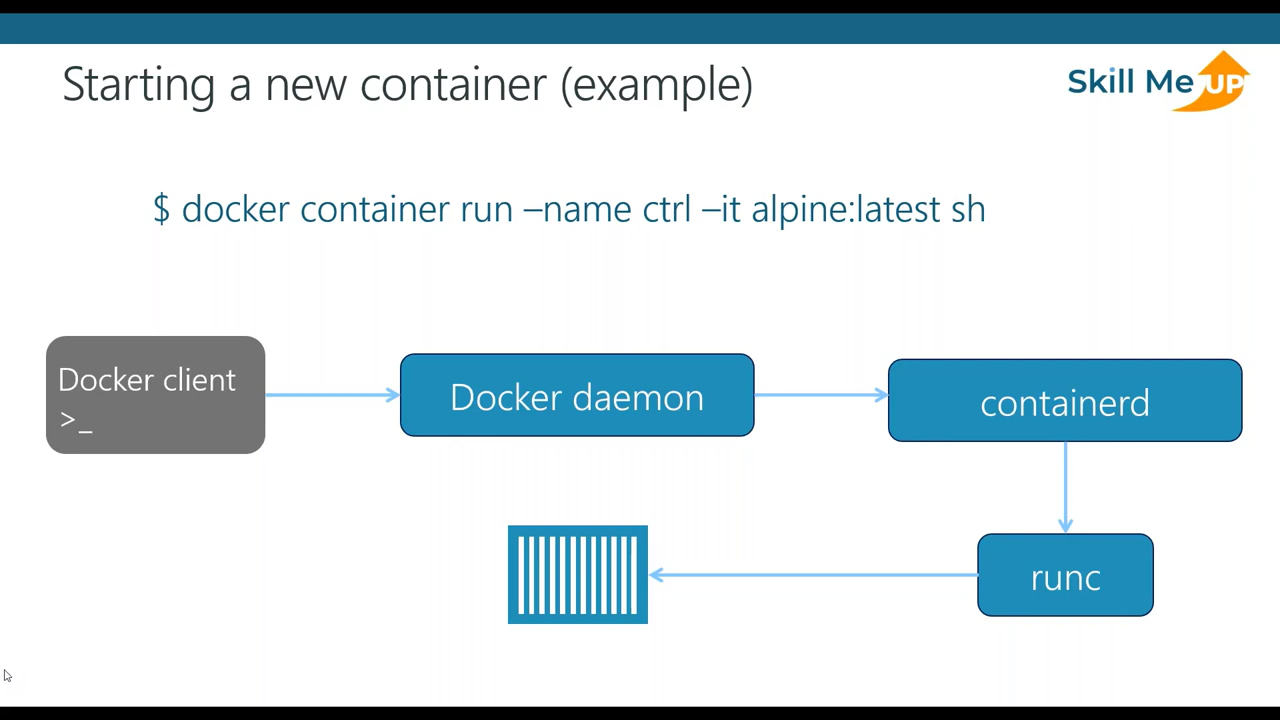 Starting a new container (example)
Skill Me UP
$ docker container run –name ctrl –it alpine:latest sh
Docker client
>_
Docker daemon
containerd
runc